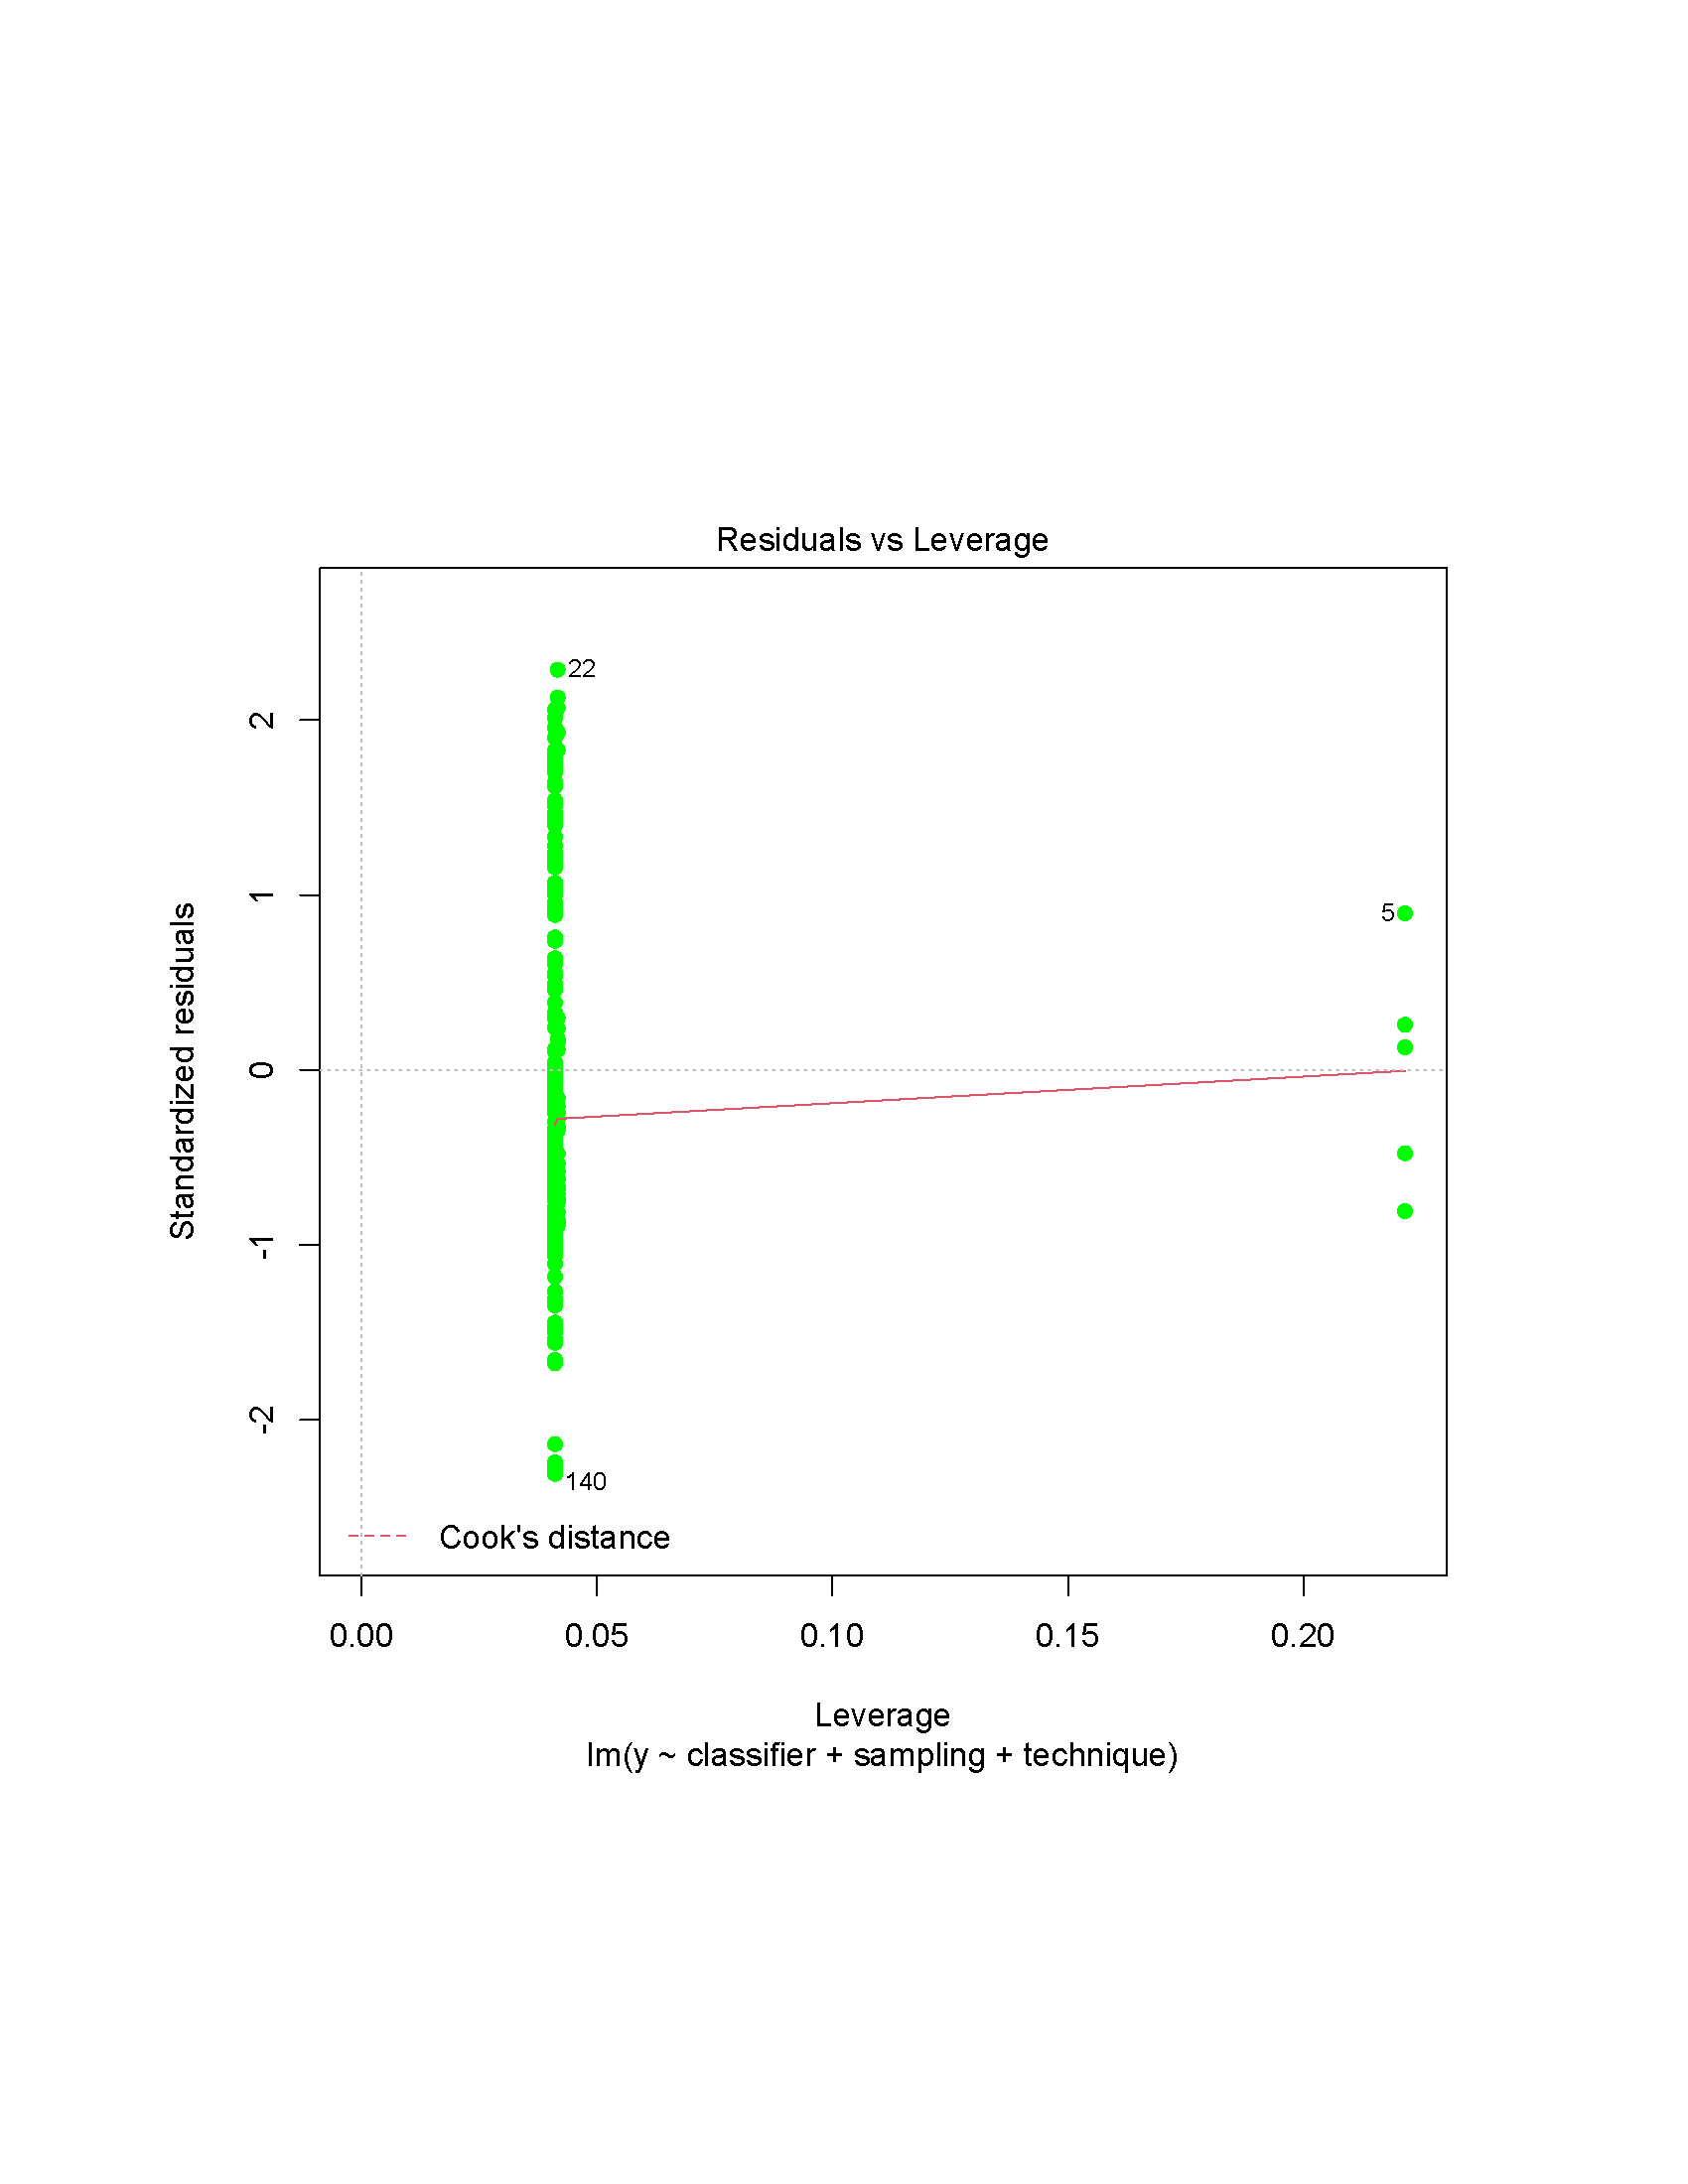 Residuals vs Leverage
22
2
1
5
Standardized residuals
0
-1
-2
140
Cook's distance
0.00 0.05 0.10 0.15 0.20
Leverage
lm(y ~ classifier + sampling + technique)